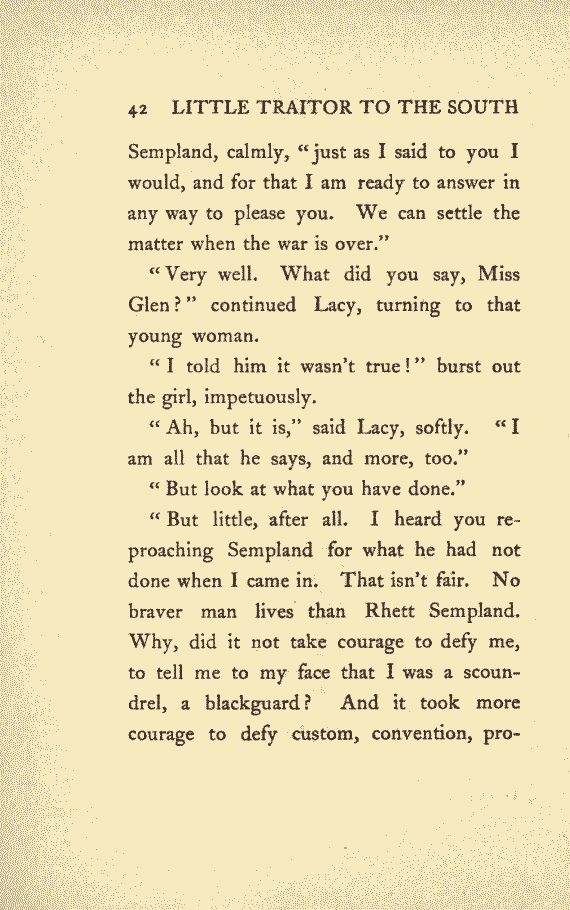 42 LITTLE TRAITOR TO THE SOUTH
Sempland, calmly, “just as I said to you I
would, and for that I am ready to answer in
any way to please you. We can settle the
matter when the war is over.”
“Very well. What did you say, Miss
Glen?” continued Lacy, turning to that
young woman.
“I told him it wasn’t true!” burst out
the girl, impetuously.
“Ah, but it is,” said Lacy, softly. “I
am all that he says, and more, too.”
“But look at what you have done.”
“But little, after all. I heard you re-
proaching Sempland for what he had not
done when I came in. That isn’t fair. No
braver man lives than Rhett Sempland.
Why, did it not take courage to defy me,
to tell me to my face that I was a scoun-
drel, a blackguard? And it took more
courage to defy custom, convention, pro-